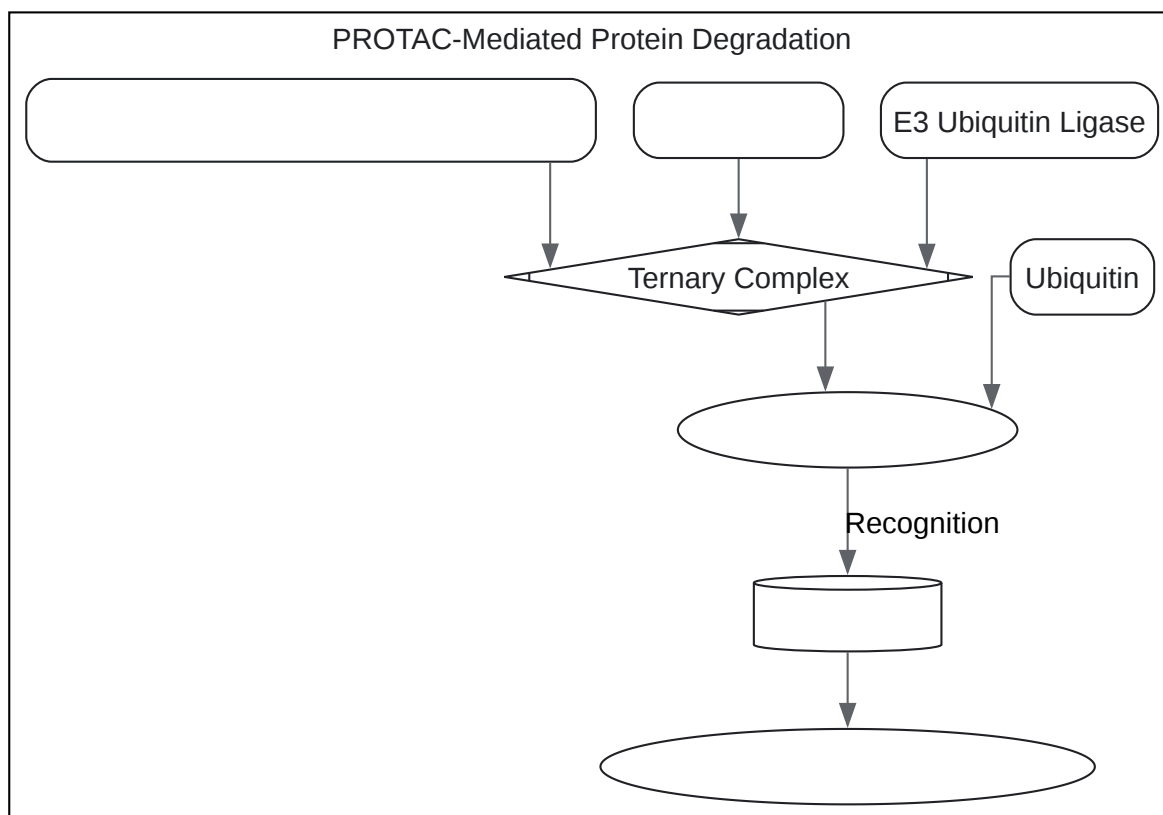 PROTAC-Mediated Protein Degradation
E3 Ubiquitin Ligase
Ternary Complex
Ubiquitin
Recognition